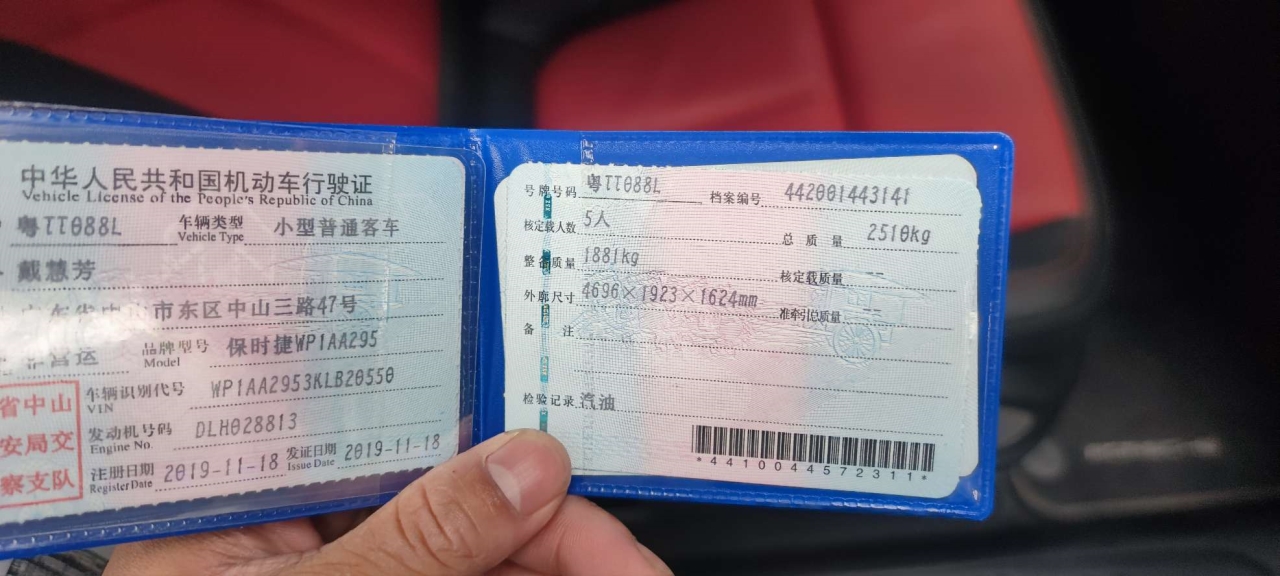 中华人民共和国机动车行驶证
Vehicle License of the People's Republic of China
粤TT088L 车辆类型 Vehicle Type 小型普通客车
戴慧芳
市东区中山三路47号
营运 品牌型号 Model 保时捷WP1AA295
车辆识别代号 VIN WP1AA2953KLB20550
发动机号码 Engine No. DLH028813
注册日期 Register Date 2019-11-18 发证日期 Issue Date 2019-11-18
省中山
安局交
察支队
号牌号码 粤TT088L 档案编号 442001443141
核定载人数 5人 总质量 2510kg
整备质量 1881kg 核定载质量 --
外廓尺寸 4696×1923×1624mm 准牵引总质量 --
备注
检验记录 汽油
*4410044572311*